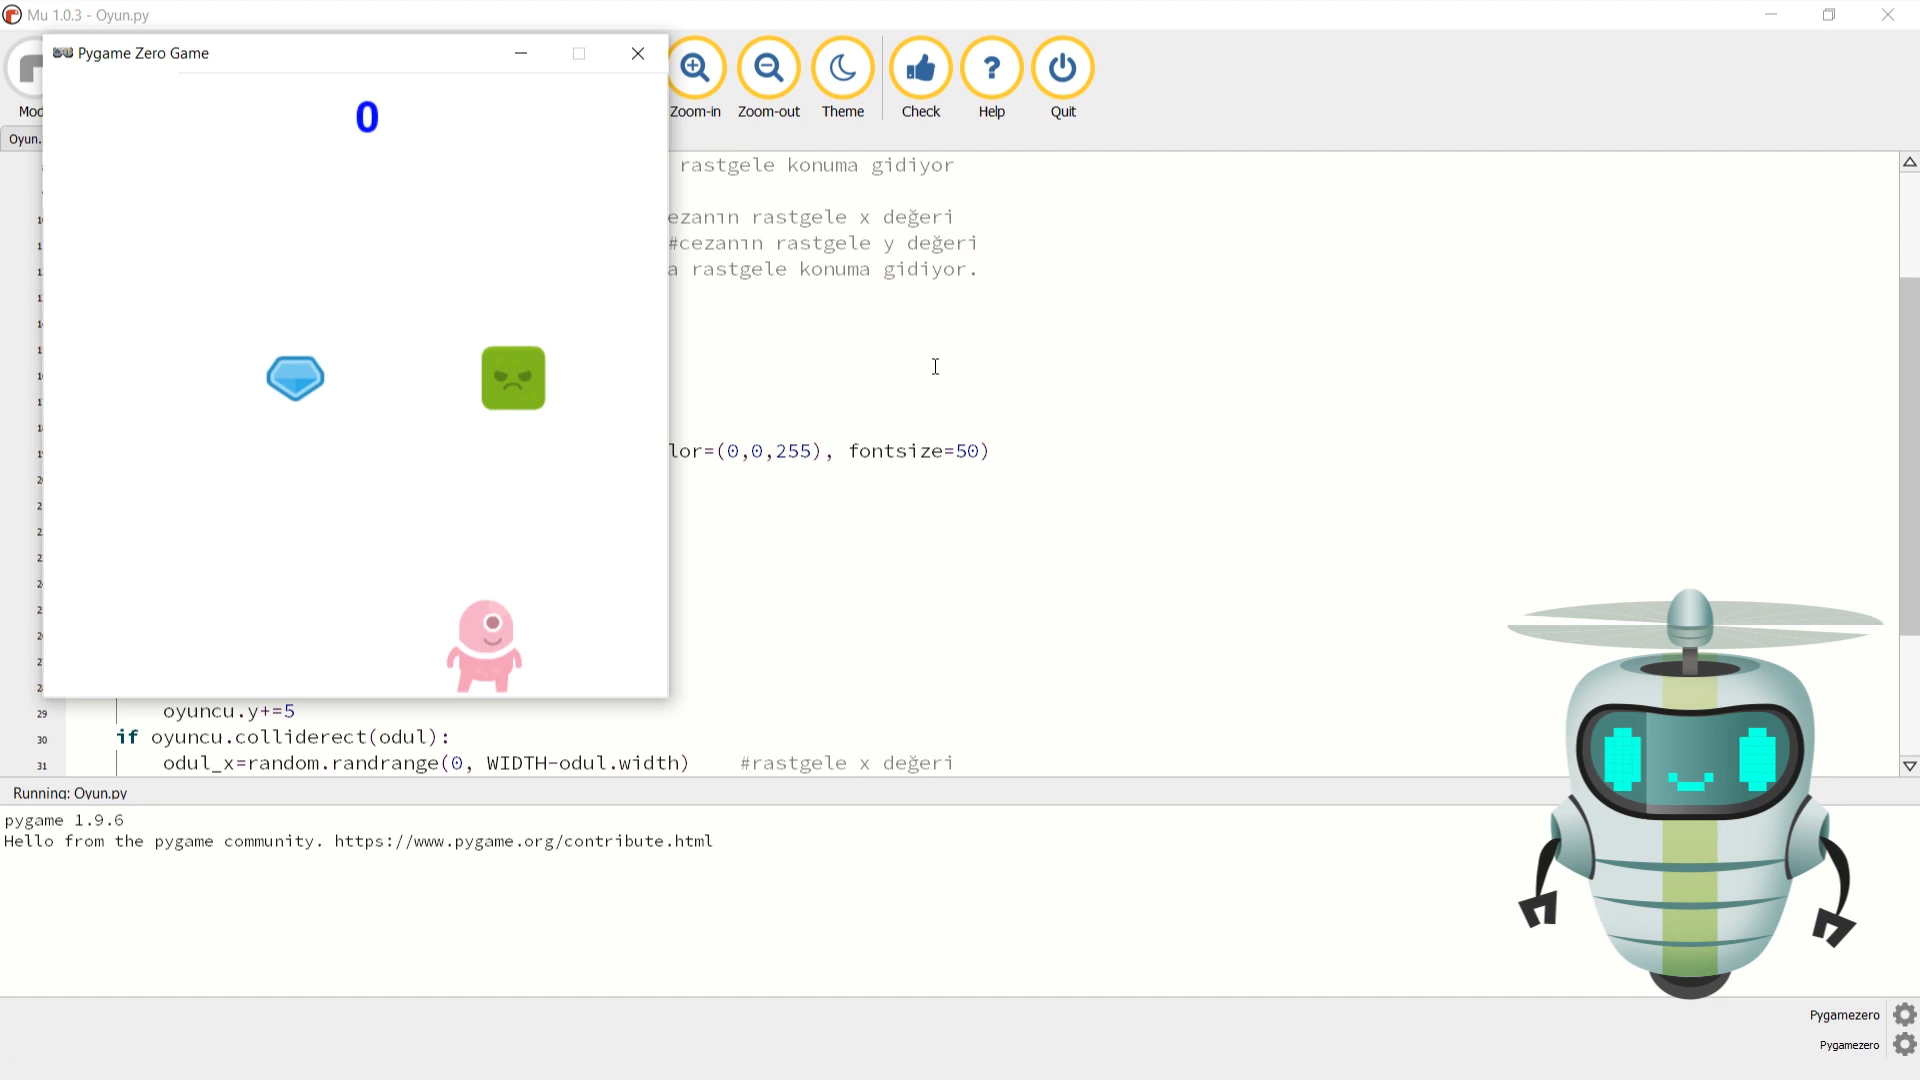 Mu 1.0.3 - Oyun.py
Pygame Zero Game
Zoom-in
Zoom-out
Theme
Check
Help
Quit
Oyun.
0
rastgele konuma gidiyor
ezanın rastgele x değeri
#cezanın rastgele y değeri
a rastgele konuma gidiyor.
lor=(0,0,255), fontsize=50)
29 oyuncu.y+=5
30 if oyuncu.colliderect(odul):
31 odul_x=random.randrange(0, WIDTH-odul.width) #rastgele x değeri
Running: Oyun.py
pygame 1.9.6
Hello from the pygame community. https://www.pygame.org/contribute.html
Pygamezero
Pygamezero